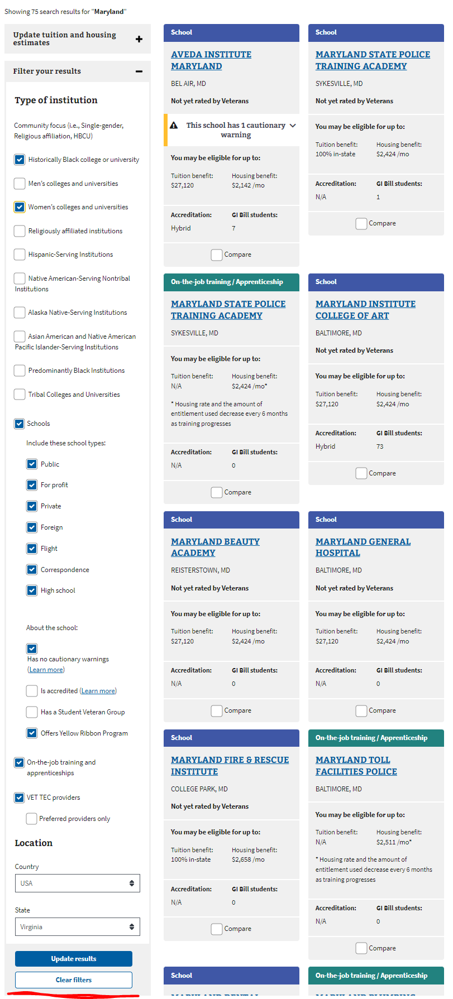 Showing 75 search results for "Maryland"
Update tuition and housing
estimates
Filter your results
Type of institution
Community focus (i.e., Single-gender,
Religious affiliation, HBCU)
Historically Black college or university
Men's colleges and universities
Women's colleges and universities
Religiously affiliated institutions
Hispanic-Serving Institutions
Native American-Serving Nontribal
Institutions
Alaska Native-Serving Institutions
Asian American and Native American
Pacific Islander-Serving Institutions
Predominantly Black Institutions
Tribal Colleges and Universities
Schools
Include these school types:
Public
For profit
Private
Foreign
Flight
Correspondence
High school
About the school:
Has no cautionary warnings
(Learn more)
Is accredited (Learn more)
Has a Student Veteran Group
Offers Yellow Ribbon Program
On-the-job training and
apprenticeships
VET TEC providers
Preferred providers only
Location
Country
USA
State
Virginia
Update results
Clear filters
School
AVEDA INSTITUTE
MARYLAND
BEL AIR, MD
Not yet rated by Veterans
This school has 1 cautionary
warning
You may be eligible for up to:
Tuition benefit: Housing benefit:
$27,120 $2,142 /mo
Accreditation: GI Bill students:
Hybrid 7
Compare
School
MARYLAND STATE POLICE
TRAINING ACADEMY
SYKESVILLE, MD
Not yet rated by Veterans
You may be eligible for up to:
Tuition benefit: Housing benefit:
100% in-state $2,424 /mo
Accreditation: GI Bill students:
N/A 1
Compare
On-the-job training / Apprenticeship
MARYLAND STATE POLICE
TRAINING ACADEMY
SYKESVILLE, MD
You may be eligible for up to:
Tuition benefit: Housing benefit:
N/A $2,424 /mo*
* Housing rate and the amount of
entitlement used decrease every 6 months
as training progresses
Accreditation: GI Bill students:
N/A 0
Compare
School
MARYLAND INSTITUTE
COLLEGE OF ART
BALTIMORE, MD
Not yet rated by Veterans
You may be eligible for up to:
Tuition benefit: Housing benefit:
$27,120 $2,424 /mo
Accreditation: GI Bill students:
Hybrid 73
Compare
School
MARYLAND BEAUTY
ACADEMY
REISTERSTOWN, MD
Not yet rated by Veterans
You may be eligible for up to:
Tuition benefit: Housing benefit:
$27,120 $2,424 /mo
Accreditation: GI Bill students:
N/A 0
Compare
School
MARYLAND GENERAL
HOSPITAL
BALTIMORE, MD
Not yet rated by Veterans
You may be eligible for up to:
Tuition benefit: Housing benefit:
$27,120 $2,424 /mo
Accreditation: GI Bill students:
N/A 0
Compare
School
MARYLAND FIRE & RESCUE
INSTITUTE
COLLEGE PARK, MD
Not yet rated by Veterans
You may be eligible for up to:
Tuition benefit: Housing benefit:
100% in-state $2,658 /mo
Accreditation: GI Bill students:
N/A 0
Compare
On-the-job training / Apprenticeship
MARYLAND TOLL
FACILITIES POLICE
BALTIMORE, MD
You may be eligible for up to:
Tuition benefit: Housing benefit:
N/A $2,511 /mo*
* Housing rate and the amount of
entitlement used decrease every 6 months
as training progresses
Accreditation: GI Bill students:
N/A 0
Compare
School
MARYLAND DENTAL
On-the-job training / Apprenticeship
MARYLAND PLUMBING